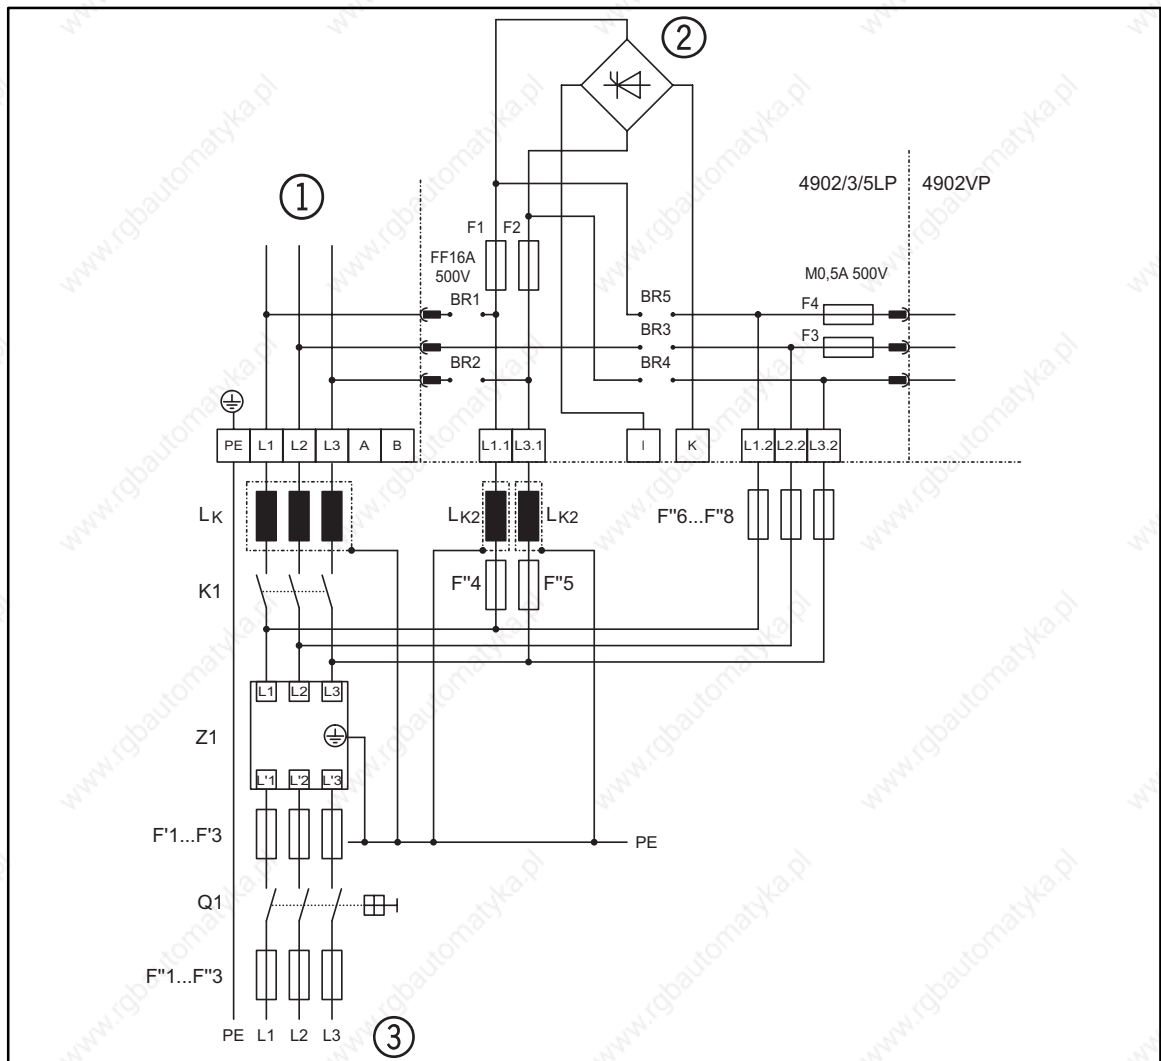 ②
4902/3/5LP 4902VP
①
F1 F2
FF16A
500V
M0,5A 500V
BR1 BR5 F4
BR3 F3
BR2 BR4
PE L1 L2 L3 A B L1.1 L3.1 I K L1.2 L2.2 L3.2
LK LK2 LK2 F"6...F"8
K1 F"4 F"5
L1 L2 L3
Z1
L'1 L'2 L'3
F'1...F'3 PE
Q1
F"1...F"3
PE L1 L2 L3 ③
www.rgbautomatyka.pl